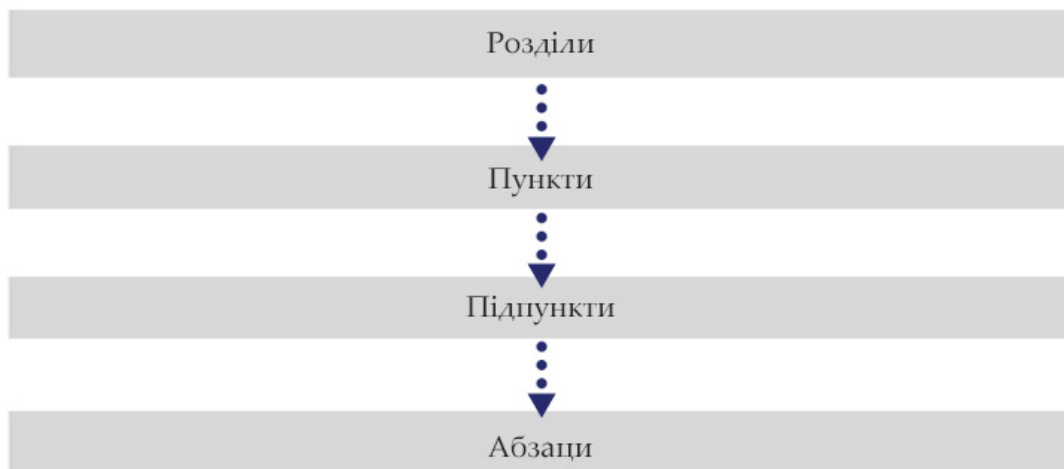 Розділи
Пункти
Підпункти
Абзаци